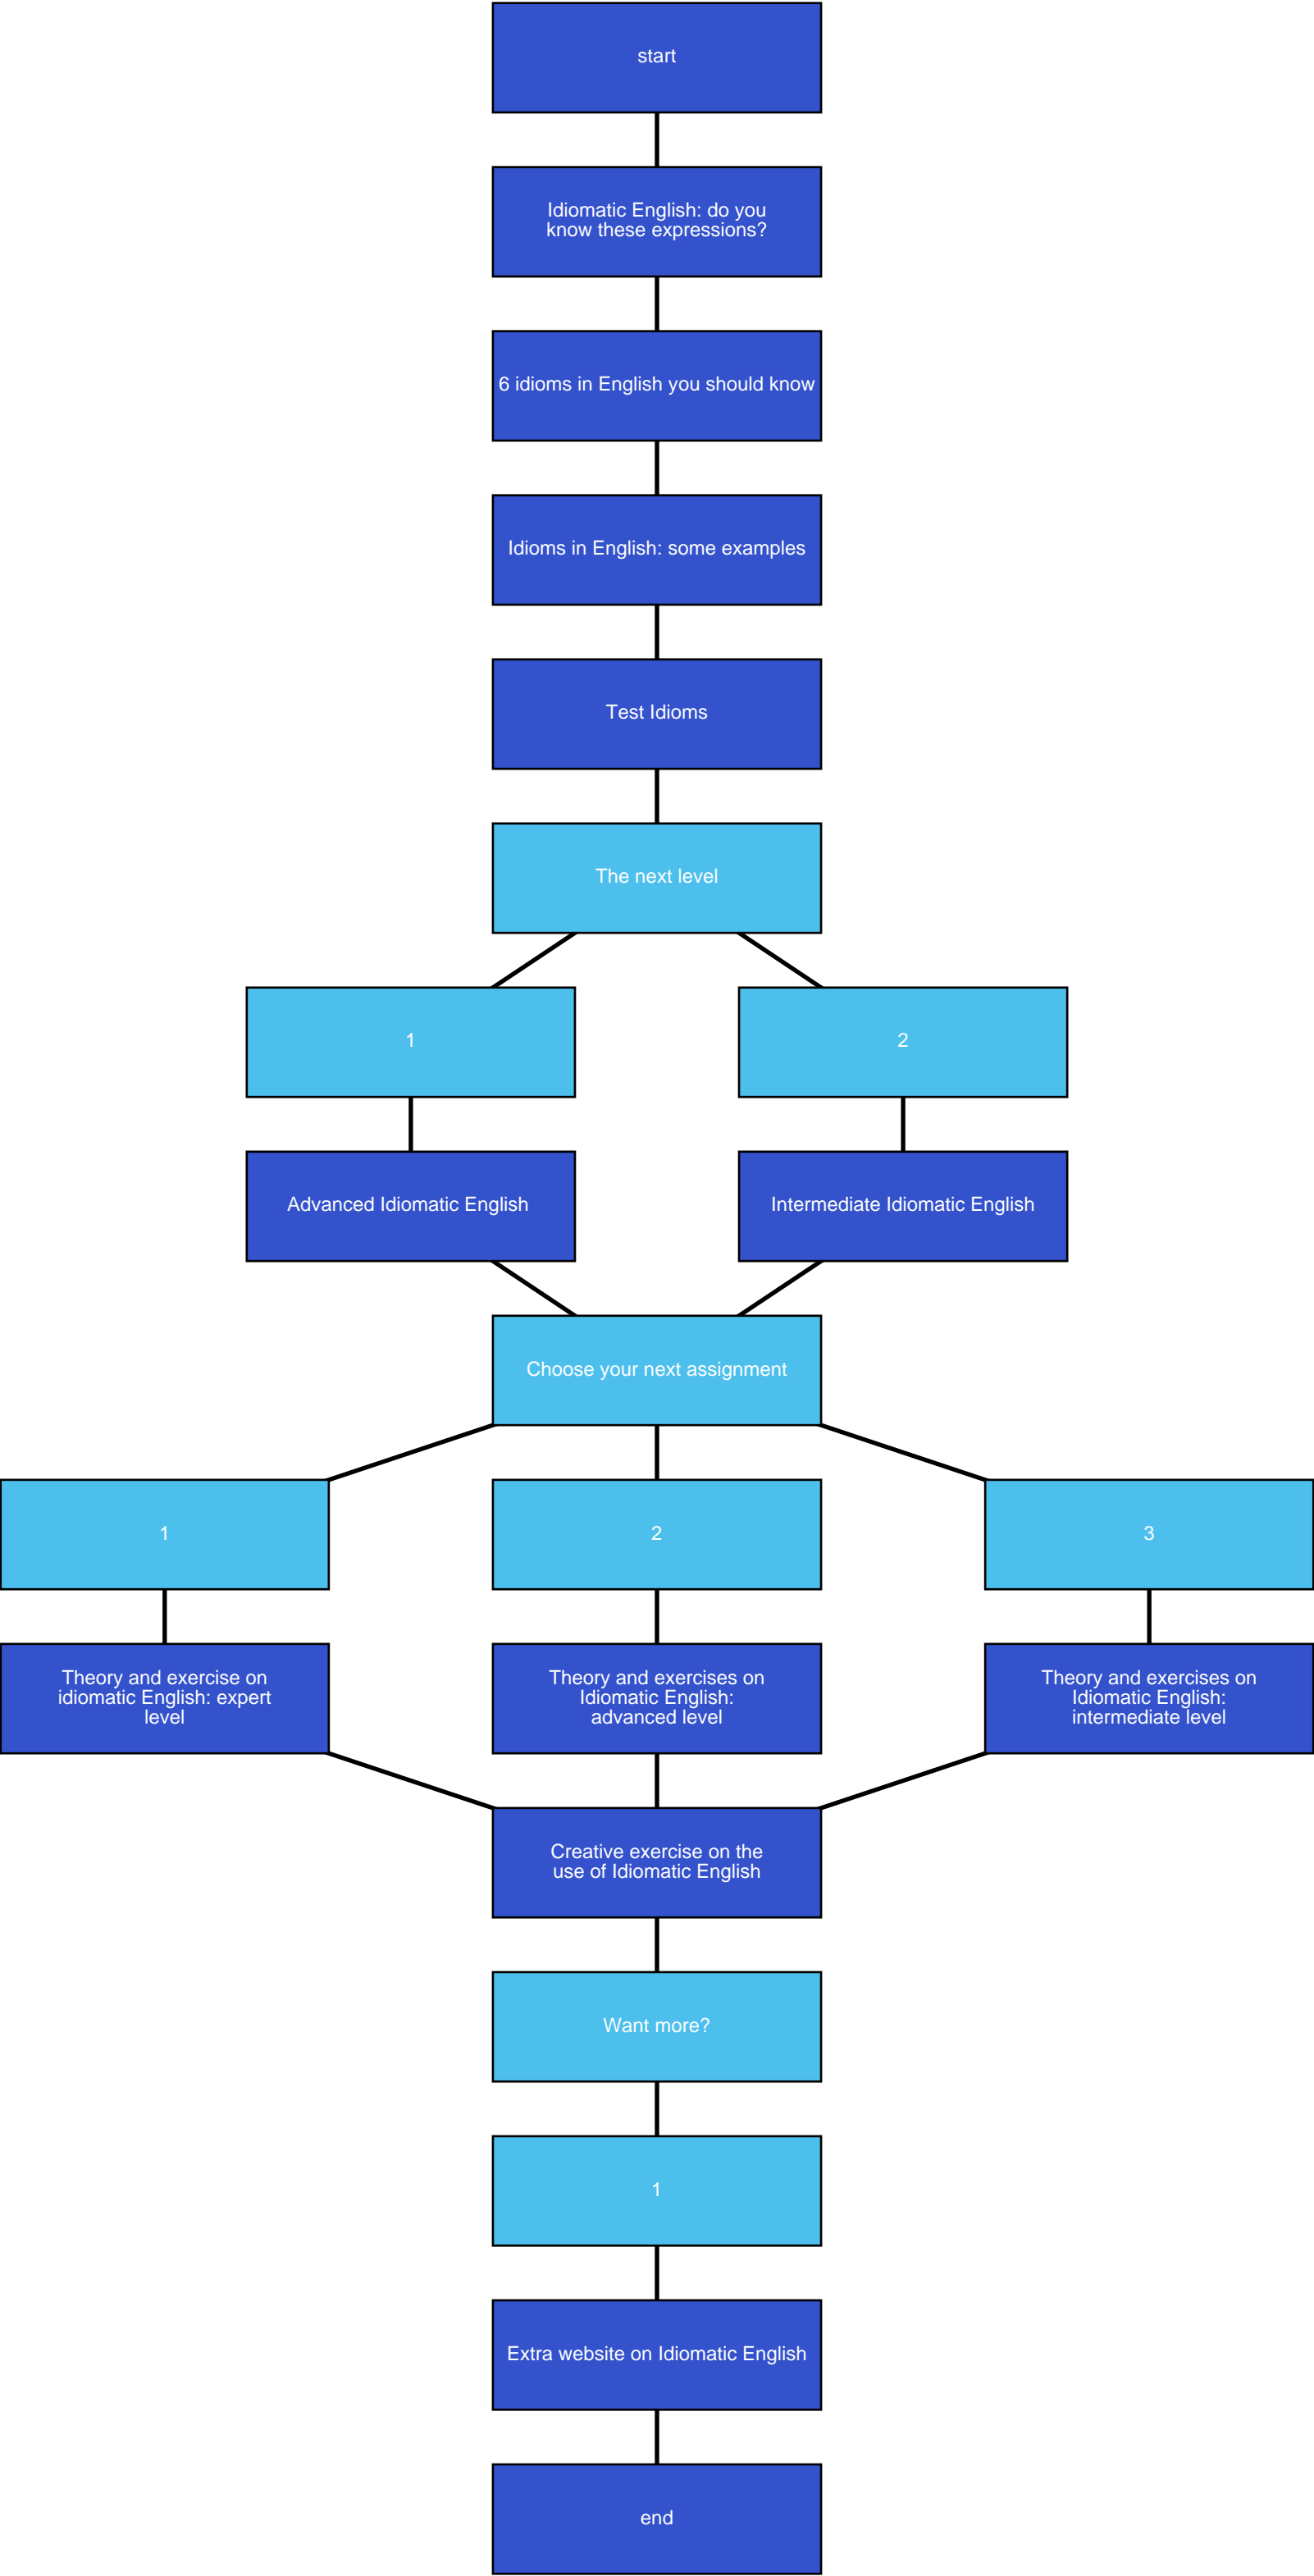 start
Idiomatic English: do you
know these expressions?
6 idioms in English you should know
Idioms in English: some examples
Test Idioms
The next level
1
2
Advanced Idiomatic English
Intermediate Idiomatic English
Choose your next assignment
1
2
3
Theory and exercise on
idiomatic English: expert
level
Theory and exercises on
Idiomatic English:
advanced level
Theory and exercises on
Idiomatic English:
intermediate level
Creative exercise on the
use of Idiomatic English
Want more?
1
Extra website on Idiomatic English
end